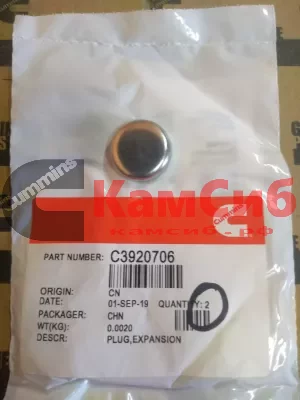 Cummins
КамСиб
камсиб.рф
PART NUMBER: C3920706
ORIGIN: CN
DATE: 01-SEP-19 QUANTITY: 2
PACKAGER: CHN
WT(KG): 0.0020
DESCR: PLUG,EXPANSION